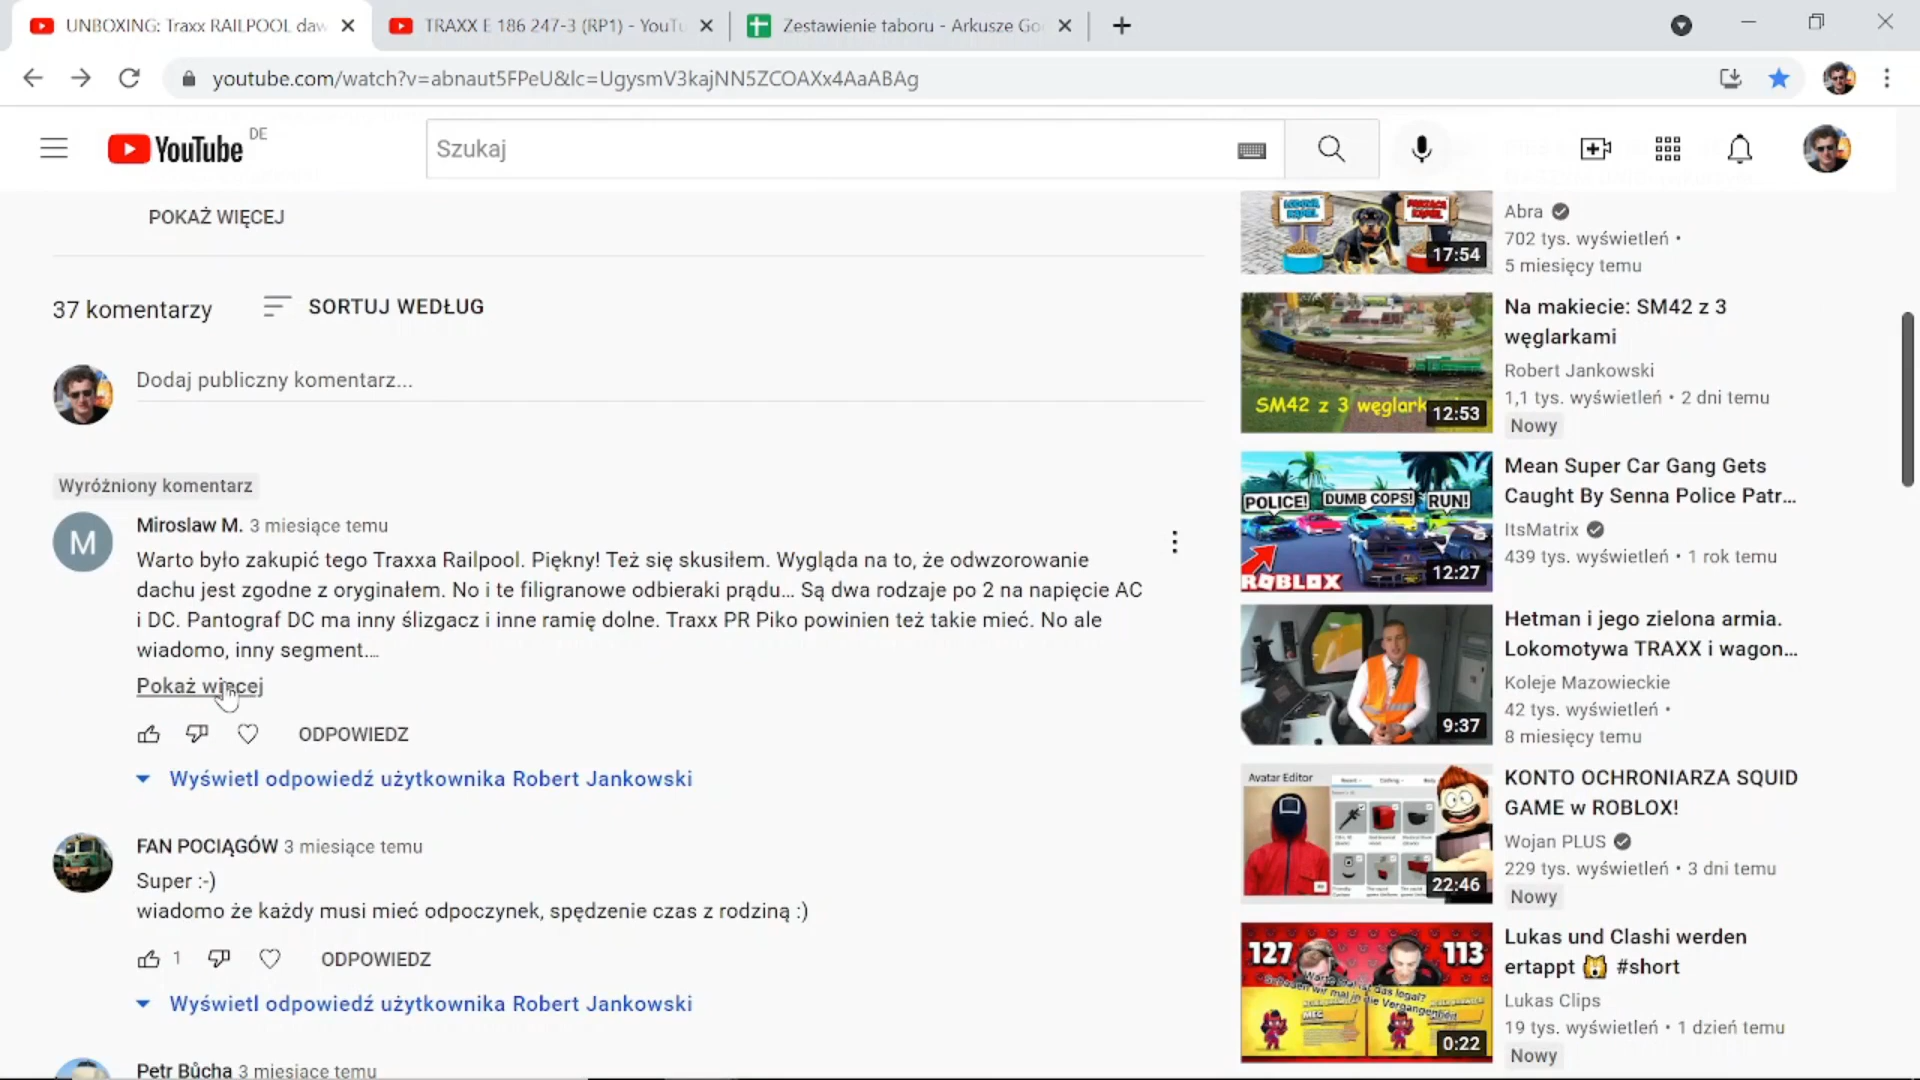 UNBOXING: Traxx RAILPOOL daw
TRAXX E 186 247-3 (RP1) - YouTu
Zestawienie taboru - Arkusze Go
youtube.com/watch?v=abnaut5FPeU&lc=UgysmV3kajNN5ZCOAXx4AaABAg
YouTube DE
Szukaj
POKAŻ WIĘCEJ
37 komentarzy
SORTUJ WEDŁUG
Dodaj publiczny komentarz...
Wyróżniony komentarz
M
Miroslaw M. 3 miesiące temu
Warto było zakupić tego Traxxa Railpool. Piękny! Też się skusiłem. Wygląda na to, że odwzorowanie
dachu jest zgodne z oryginałem. No i te filigranowe odbieraki prądu... Są dwa rodzaje po 2 na napięcie AC
i DC. Pantograf DC ma inny ślizgacz i inne ramię dolne. Traxx PR Piko powinien też takie mieć. No ale
wiadomo, inny segment...
Pokaż więcej
ODPOWIEDZ
Wyświetl odpowiedź użytkownika Robert Jankowski
FAN POCIĄGÓW 3 miesiące temu
Super :-)
wiadomo że każdy musi mieć odpoczynek, spędzenie czas z rodziną :)
1
ODPOWIEDZ
Wyświetl odpowiedź użytkownika Robert Jankowski
Petr Bůcha 3 miesiące temu
17:54
Abra
702 tys. wyświetleń •
5 miesięcy temu
SM42 z 3 węglark
12:53
Na makiecie: SM42 z 3
węglarkami
Robert Jankowski
1,1 tys. wyświetleń • 2 dni temu
Nowy
POLICE! DUMB COPS! RUN!
ROBLOX
12:27
Mean Super Car Gang Gets
Caught By Senna Police Patr...
ItsMatrix
439 tys. wyświetleń • 1 rok temu
9:37
Hetman i jego zielona armia.
Lokomotywa TRAXX i wagon...
Koleje Mazowieckie
42 tys. wyświetleń •
8 miesięcy temu
Avatar Editor
22:46
KONTO OCHRONIARZA SQUID
GAME w ROBLOX!
Wojan PLUS
229 tys. wyświetleń • 3 dni temu
Nowy
127
113
0:22
Lukas und Clashi werden
ertappt 🙀 #short
Lukas Clips
19 tys. wyświetleń • 1 dzień temu
Nowy